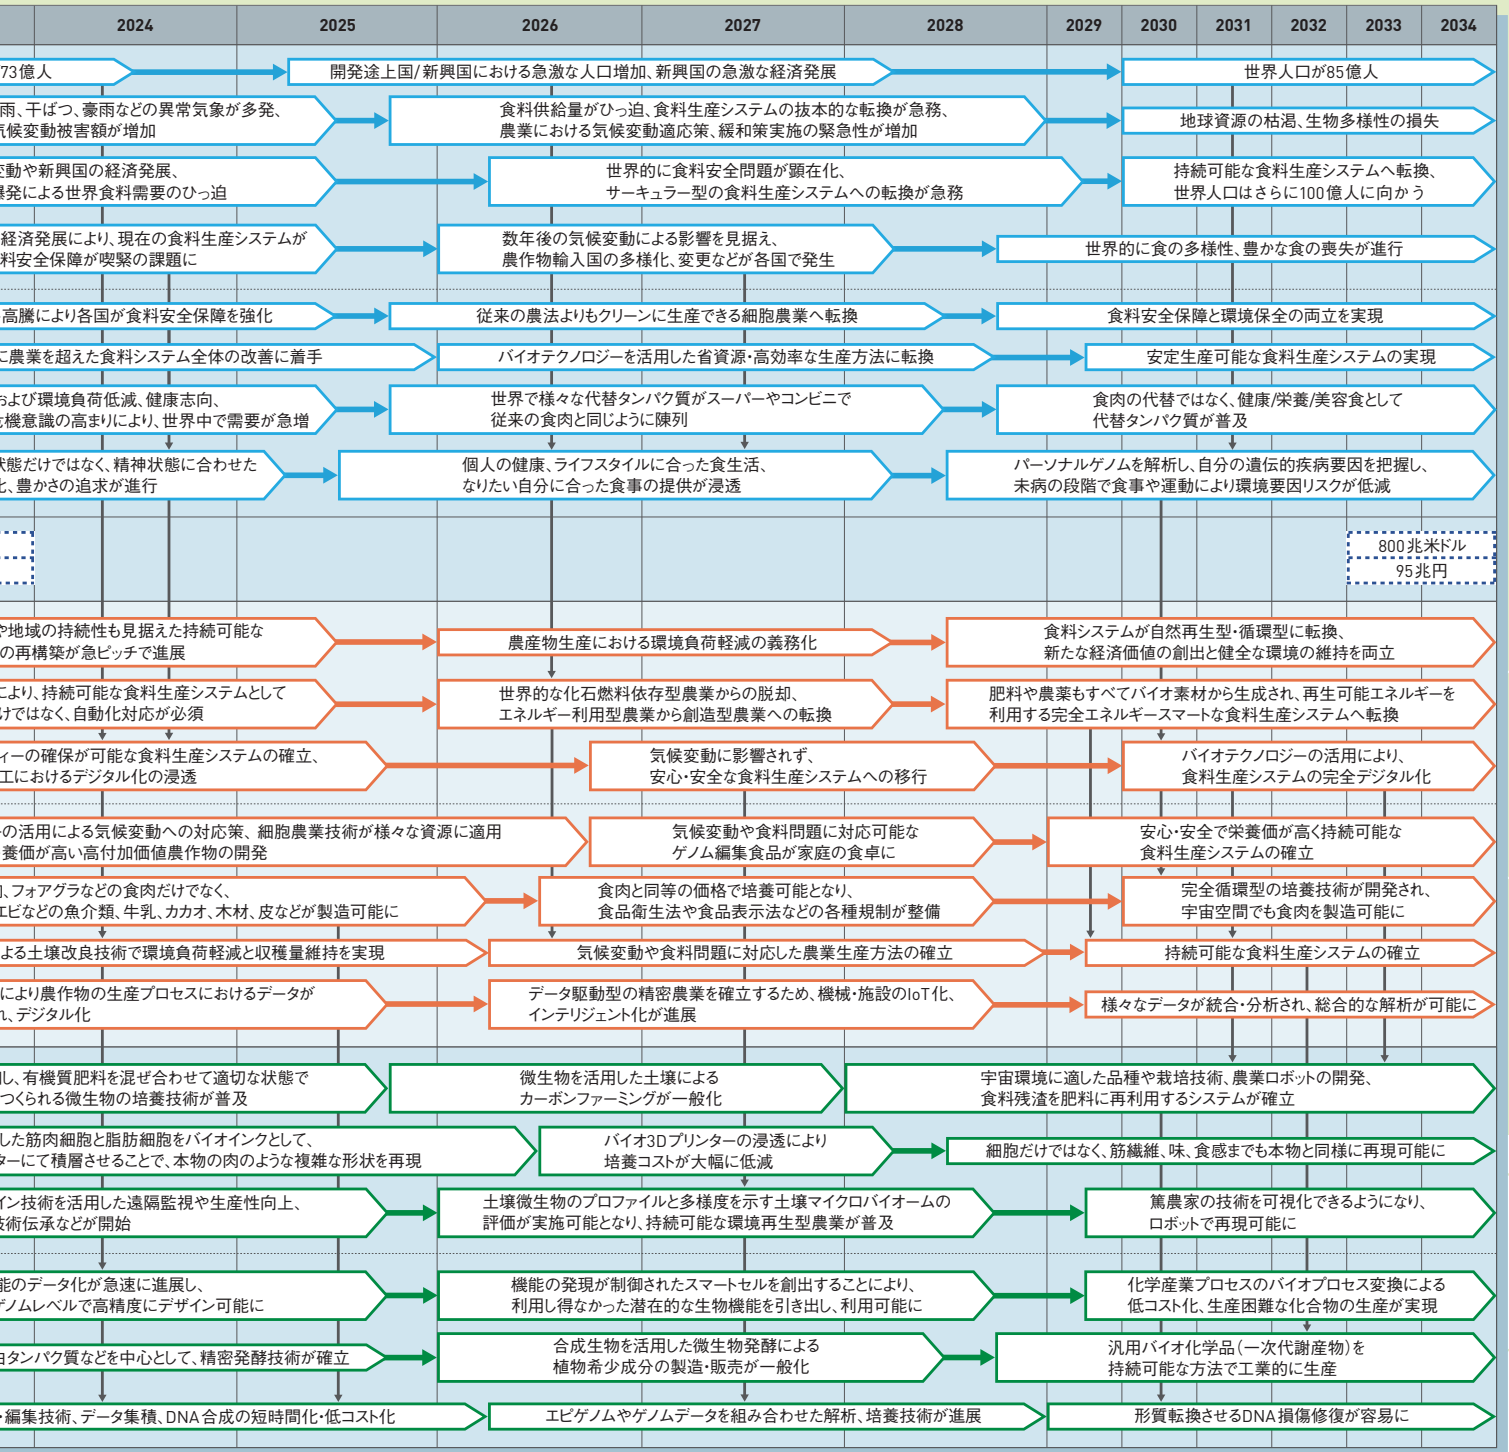 2024 2025 2026 2027 2028 2029 2030 2031 2032 2033 2034
73億人
開発途上国/新興国における急激な人口増加、新興国の急激な経済発展
世界人口が85億人
雨、干ばつ、豪雨などの異常気象が多発、
気候変動被害額が増加
食料供給量がひっ迫、食料生産システムの抜本的な転換が急務、
農業における気候変動適応策、緩和策実施の緊急性が増加
地球資源の枯渇、生物多様性の損失
変動や新興国の経済発展、
爆発による世界食料需要のひっ迫
世界的に食料安全問題が顕在化、
サーキュラー型の食料生産システムへの転換が急務
持続可能な食料生産システムへ転換、
世界人口はさらに100億人に向かう
経済発展により、現在の食料生産システムが
料安全保障が喫緊の課題に
数年後の気候変動による影響を見据え、
農作物輸入国の多様化、変更などが各国で発生
世界的に食の多様性、豊かな食の喪失が進行
高騰により各国が食料安全保障を強化
従来の農法よりもクリーンに生産できる細胞農業へ転換
食料安全保障と環境保全の両立を実現
に農業を超えた食料システム全体の改善に着手
バイオテクノロジーを活用した省資源・高効率な生産方法に転換
安定生産可能な食料生産システムの実現
および環境負荷低減、健康志向、
危機意識の高まりにより、世界中で需要が急増
世界で様々な代替タンパク質がスーパーやコンビニで
従来の食肉と同じように陳列
食肉の代替ではなく、健康/栄養/美容食として
代替タンパク質が普及
状態だけではなく、精神状態に合わせた
化、豊かさの追求が進行
個人の健康、ライフスタイルに合った食生活、
なりたい自分に合った食事の提供が浸透
パーソナルゲノムを解析し、自分の遺伝的疾病要因を把握し、
未病の段階で食事や運動により環境要因リスクが低減
800兆米ドル
95兆円
や地域の持続性も見据えた持続可能な
の再構築が急ピッチで進展
農産物生産における環境負荷軽減の義務化
食料システムが自然再生型・循環型に転換、
新たな経済価値の創出と健全な環境の維持を両立
により、持続可能な食料生産システムとして
けではなく、自動化対応が必須
世界的な化石燃料依存型農業からの脱却、
エネルギー利用型農業から創造型農業への転換
肥料や農薬もすべてバイオ素材から生成され、再生可能エネルギーを
利用する完全エネルギースマートな食料生産システムへ転換
ィーの確保が可能な食料生産システムの確立、
工におけるデジタル化の浸透
気候変動に影響されず、
安心・安全な食料生産システムへの移行
バイオテクノロジーの活用により、
食料生産システムの完全デジタル化
の活用による気候変動への対応策、細胞農業技術が様々な資源に適用
養価が高い高付加価値農作物の開発
気候変動や食料問題に対応可能な
ゲノム編集食品が家庭の食卓に
安心・安全で栄養価が高く持続可能な
食料生産システムの確立
、フォアグラなどの食肉だけでなく、
エビなどの魚介類、牛乳、カカオ、木材、皮などが製造可能に
食肉と同等の価格で培養可能となり、
食品衛生法や食品表示法などの各種規制が整備
完全循環型の培養技術が開発され、
宇宙空間でも食肉を製造可能に
よる土壌改良技術で環境負荷軽減と収穫量維持を実現
気候変動や食料問題に対応した農業生産方法の確立
持続可能な食料生産システムの確立
により農作物の生産プロセスにおけるデータが
れ、デジタル化
データ駆動型の精密農業を確立するため、機械・施設のIoT化、
インテリジェント化が進展
様々なデータが統合・分析され、総合的な解析が可能に
し、有機質肥料を混ぜ合わせて適切な状態で
つくられる微生物の培養技術が普及
微生物を活用した土壌による
カーボンファーミングが一般化
宇宙環境に適した品種や栽培技術、農業ロボットの開発、
食料残渣を肥料に再利用するシステムが確立
した筋肉細胞と脂肪細胞をバイオインクとして、
ターにて積層させることで、本物の肉のような複雑な形状を再現
バイオ3Dプリンターの浸透により
培養コストが大幅に低減
細胞だけではなく、筋繊維、味、食感までも本物と同様に再現可能に
イン技術を活用した遠隔監視や生産性向上、
技術伝承などが開始
土壌微生物のプロファイルと多様度を示す土壌マイクロバイオームの
評価が実施可能となり、持続可能な環境再生型農業が普及
篤農家の技術を可視化できるようになり、
ロボットで再現可能に
能のデータ化が急速に進展し、
ゲノムレベルで高精度にデザイン可能に
機能の発現が制御されたスマートセルを創出することにより、
利用し得なかった潜在的な生物機能を引き出し、利用可能に
化学産業プロセスのバイオプロセス変換による
低コスト化、生産困難な化合物の生産が実現
白タンパク質などを中心として、精密発酵技術が確立
合成生物を活用した微生物発酵による
植物希少成分の製造・販売が一般化
汎用バイオ化学品(一次代謝産物)を
持続可能な方法で工業的に生産
・編集技術、データ集積、DNA合成の短時間化・低コスト化
エピゲノムやゲノムデータを組み合わせた解析、培養技術が進展
形質転換させるDNA損傷修復が容易に